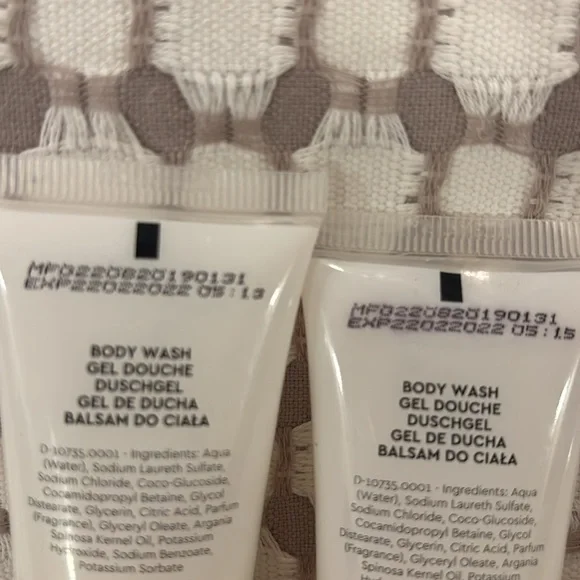 MFG220820190131
EXP22022022 05:13
BODY WASH
GEL DOUCHE
DUSCHGEL
GEL DE DUCHA
BALSAM DO CIAŁA
D-10735.0001 - Ingredients: Aqua
(Water), Sodium Laureth Sulfate,
Sodium Chloride, Coco-Glucoside,
Cocamidopropyl Betaine, Glycol
Distearate, Glycerin, Citric Acid, Parfum
(Fragrance), Glyceryl Oleate, Argania
Spinosa Kernel Oil, Potassium
Hydroxide, Sodium Benzoate,
Potassium Sorbate
MFG220820190131
EXP22022022 05:15
BODY WASH
GEL DOUCHE
DUSCHGEL
GEL DE DUCHA
BALSAM DO CIAŁA
D-10735.0001 - Ingredients: Aqua
(Water), Sodium Laureth Sulfate,
Sodium Chloride, Coco-Glucoside,
Cocamidopropyl Betaine, Glycol
Distearate, Glycerin, Citric Acid, Parfum
(Fragrance), Glyceryl Oleate, Argania
Spinosa Kernel Oil, Potassium